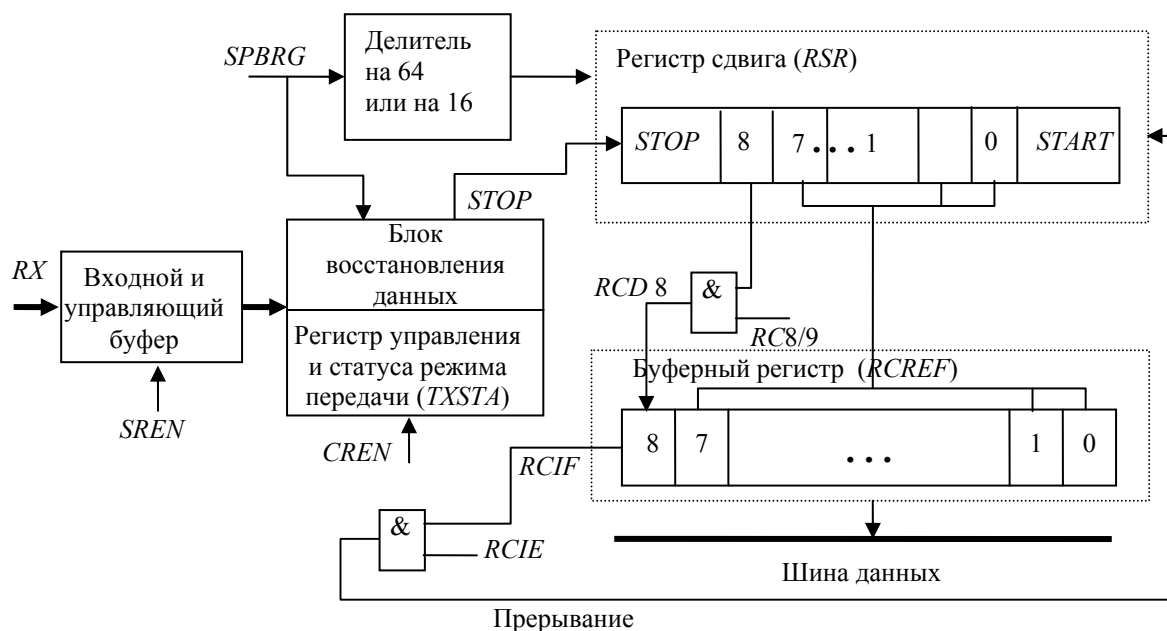 SPBRG
Делитель
на 64
или на 16
Регистр сдвига (RSR)
STOP 8 7 ... 1 0 START
STOP
RX
Входной и
управляющий
буфер
Блок
восстановления
данных
Регистр управления
и статуса режима
передачи (TXSTA)
SREN
CREN
RCD 8
&
RC8/9
Буферный регистр (RCREF)
8 7 ... 1 0
RCIF
&
RCIE
Шина данных
Прерывание